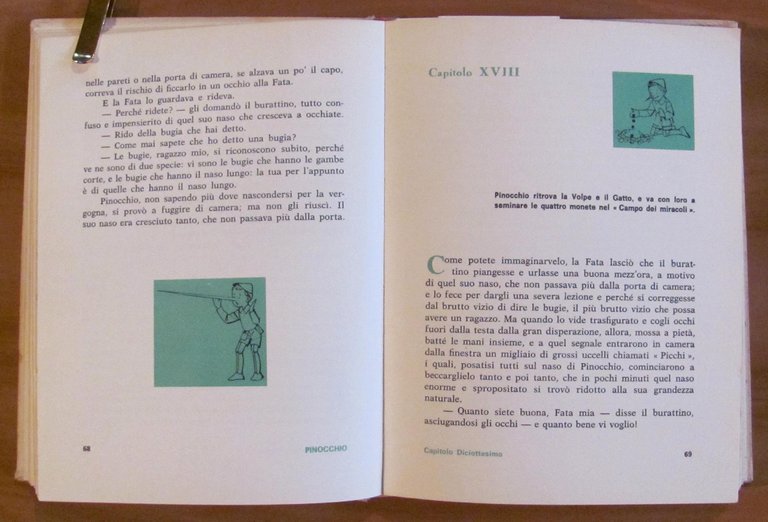 nelle pareti o nella porta di camera, se alzava un po' il capo,
correva il rischio di ficcarlo in un occhio alla Fata.
E la Fata lo guardava e rideva.
— Perché ridete? — gli domandò il burattino, tutto con-
fuso e impensierito di quel suo naso che cresceva a occhiate.
— Rido della bugia che hai detto.
— Come mai sapete che ho detto una bugia?
— Le bugie, ragazzo mio, si riconoscono subito, perché
ve ne sono di due specie: vi sono le bugie che hanno le gambe
corte, e le bugie che hanno il naso lungo: la tua per l'appunto
è di quelle che hanno il naso lungo.
Pinocchio, non sapendo più dove nascondersi per la ver-
gogna, si provò a fuggire di camera; ma non gli riuscì. Il
suo naso era cresciuto tanto, che non passava più dalla porta.
68
PINOCCHIO
Capitolo XVIII
Pinocchio ritrova la Volpe e il Gatto, e va con loro a
seminare le quattro monete nel « Campo dei miracoli ».
Come potete immaginarvelo, la Fata lasciò che il burat-
tino piangesse e urlasse una buona mezz'ora, a motivo
di quel suo naso, che non passava più dalla porta di camera;
e lo fece per dargli una severa lezione e perché si correggesse
dal brutto vizio di dire le bugie, il più brutto vizio che possa
avere un ragazzo. Ma quando lo vide trasfigurato e cogli occhi
fuori dalla testa dalla gran disperazione, allora, mossa a pietà,
batté le mani insieme, e a quel segnale entrarono in camera
dalla finestra un migliaio di grossi uccelli chiamati « Picchi »,
i quali, posatisi tutti sul naso di Pinocchio, cominciarono a
beccarglielo tanto e poi tanto, che in pochi minuti quel naso
enorme e spropositato si trovò ridotto alla sua grandezza
naturale.
— Quanto siete buona, Fata mia — disse il burattino,
asciugandosi gli occhi — e quanto bene vi voglio!
Capitolo Diciottesimo
69